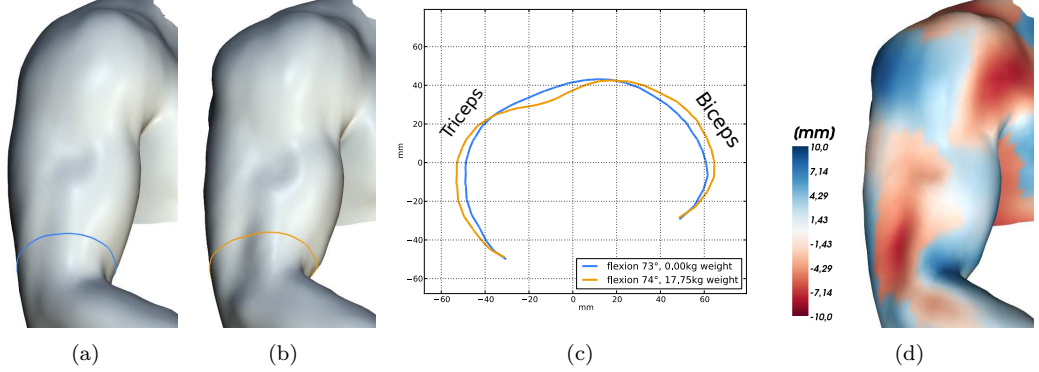 Triceps
Biceps
60
40
20
0
−20
−40
−60
mm
−60 −40 −20 0 20 40 60
mm
flexion 73°, 0.00kg weight
flexion 74°, 17.75kg weight
(mm)
10,0
7,14
4,29
1,43
-1,43
-4,29
-7,14
-10,0
(a) (b) (c) (d)